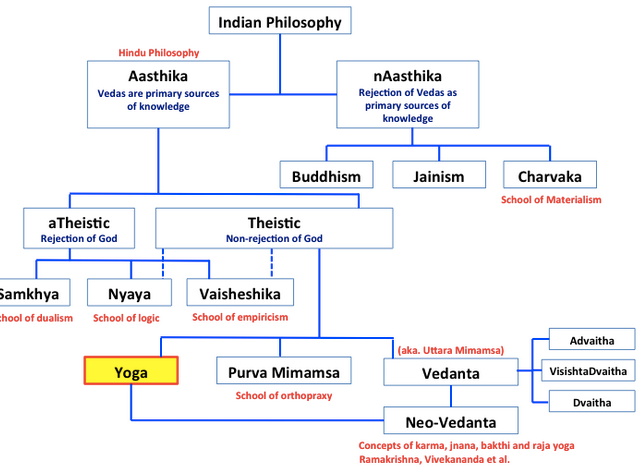 Indian Philosophy
Hindu Philosophy
Aasthika
Vedas are primary sources
of knowledge
nAasthika
Rejection of Vedas as
primary sources of
knowledge
Buddhism
Jainism
Charvaka
School of Materialism
aTheistic
Rejection of God
Theistic
Non-rejection of God
Samkhya
Nyaya
Vaisheshika
School of dualism
School of logic
School of empiricism
(aka. Uttara Mimamsa)
Yoga
Purva Mimamsa
School of orthopraxy
Vedanta
Advaitha
VisishtaDvaitha
Dvaitha
Neo-Vedanta
Concepts of karma, jnana, bakthi and raja yoga
Ramakrishna, Vivekananda et al.